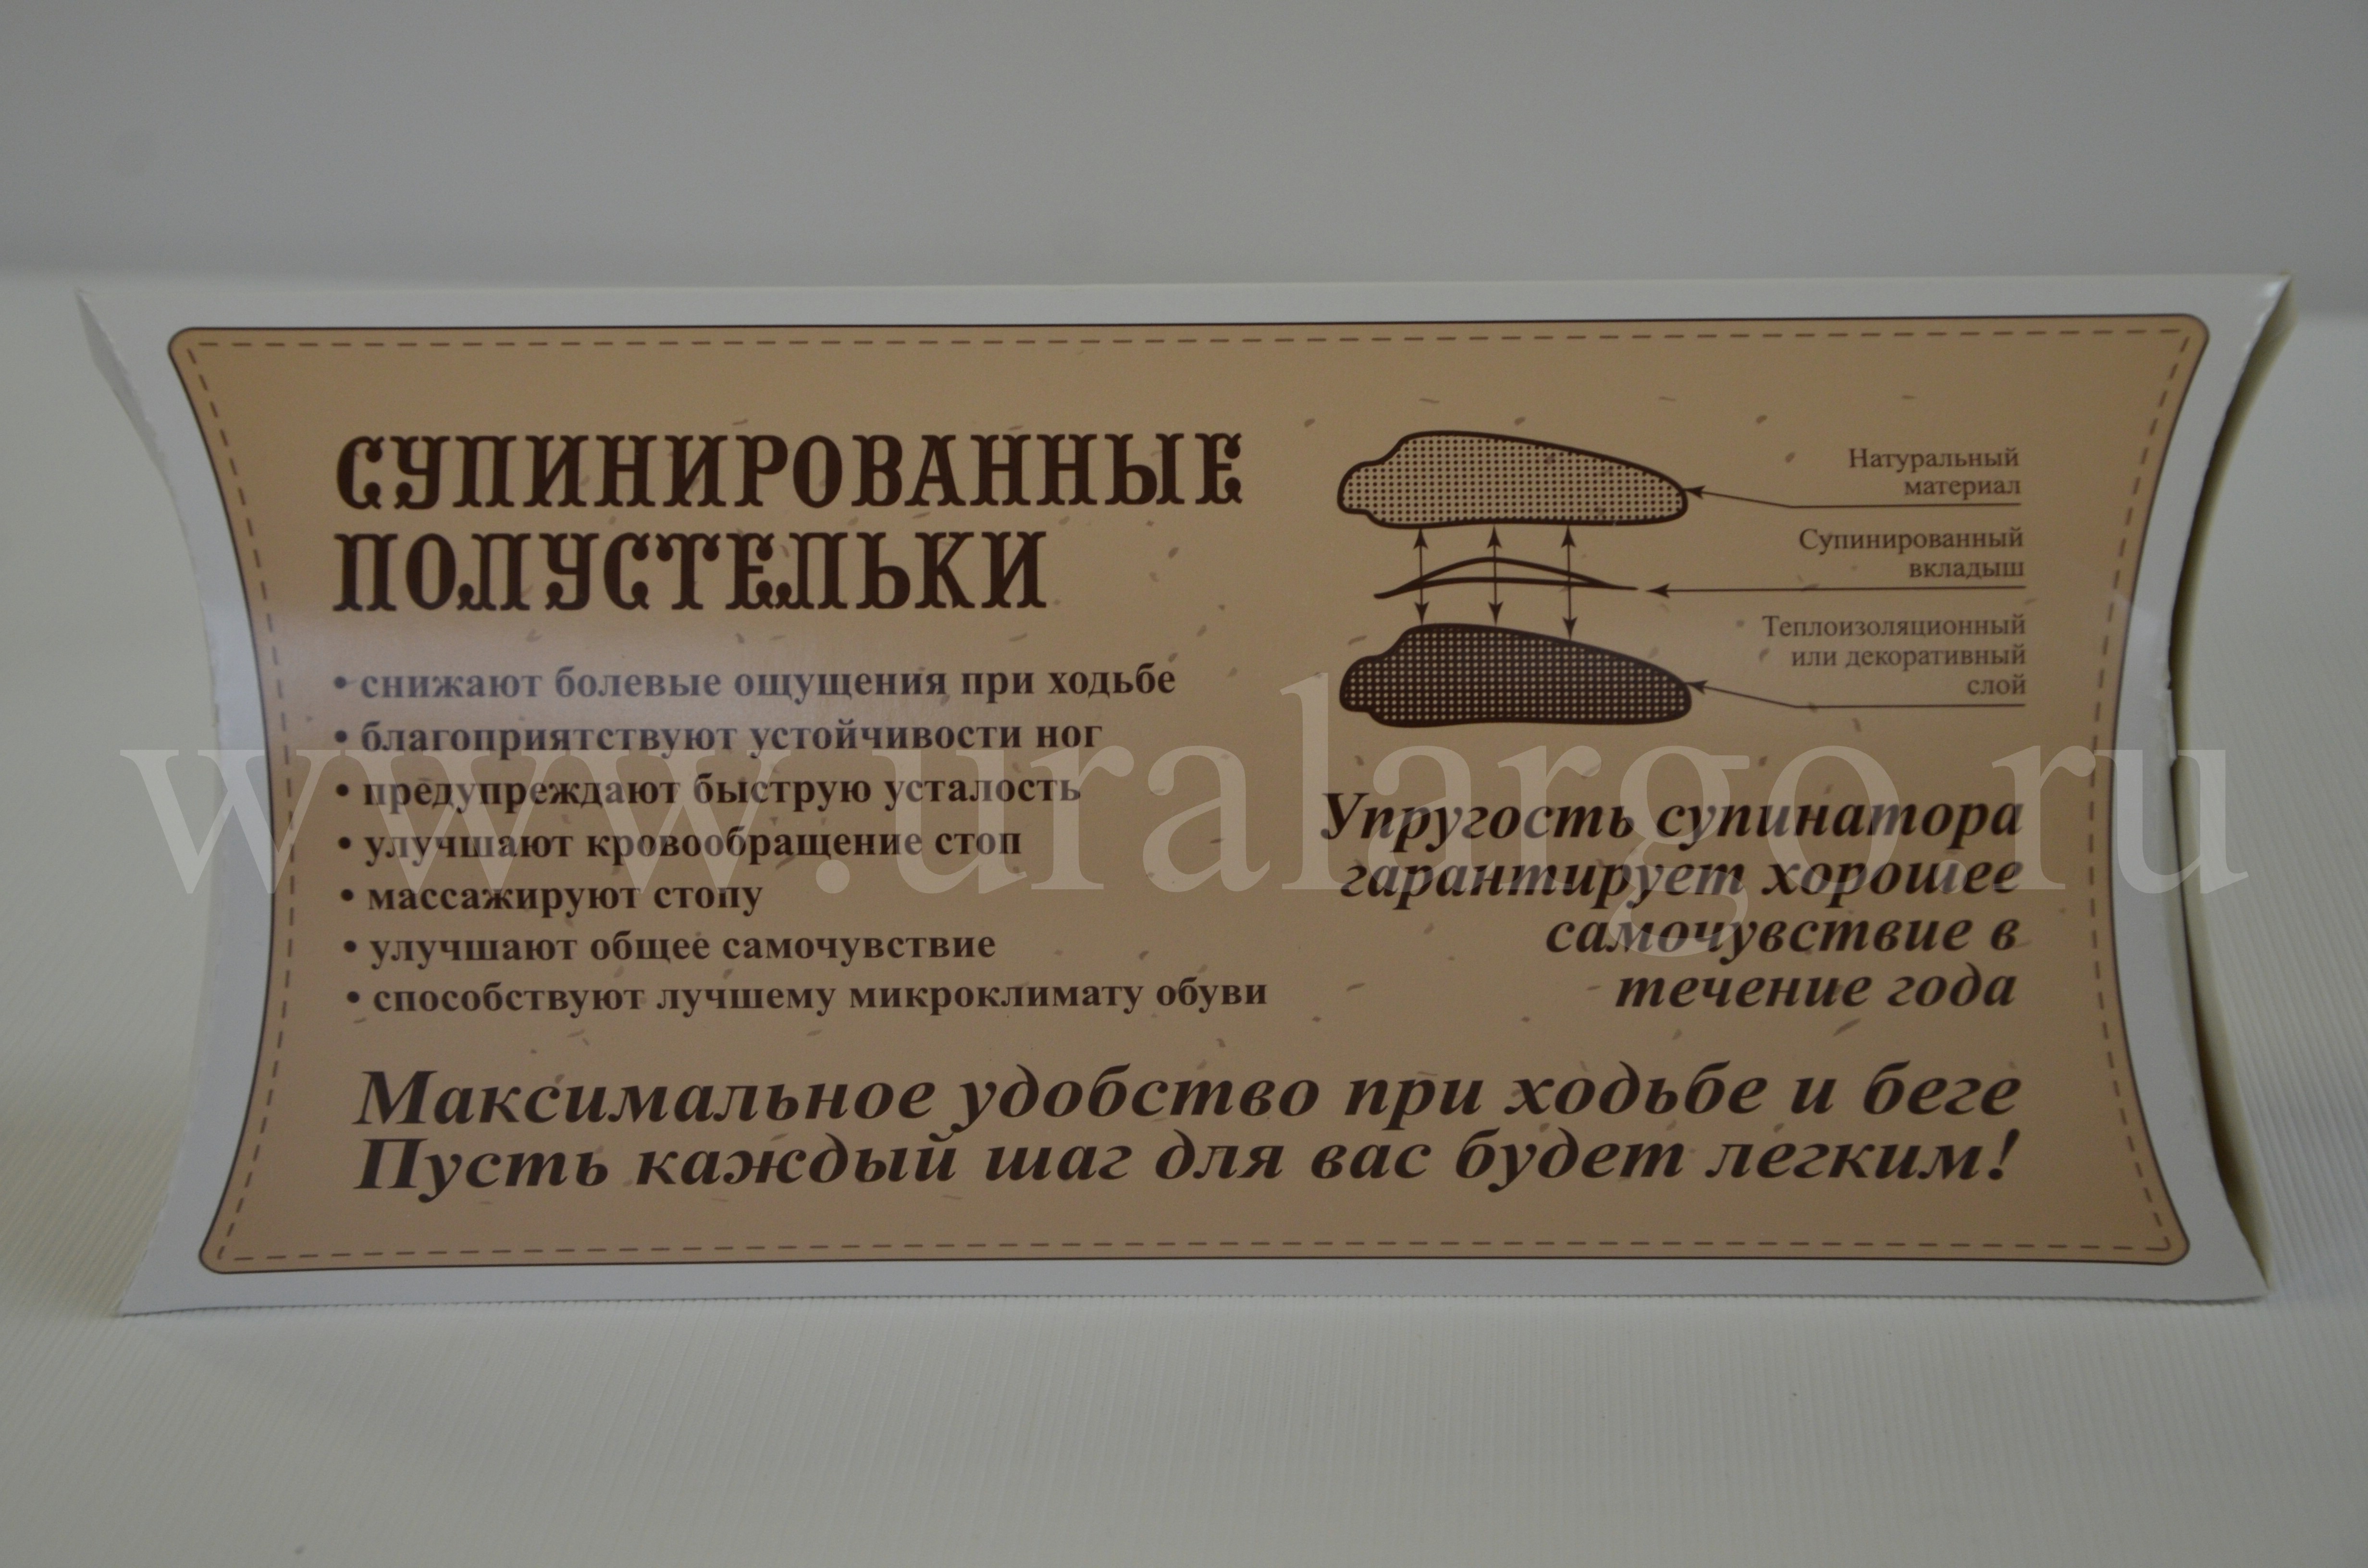 СУПИНИРОВАННЫЕ
ПОЛУСТЕЛЬКИ
• снижают болевые ощущения при ходьбе
• благоприятствуют устойчивости ног
• предупреждают быструю усталость
• улучшают кровообращение стоп
• массажируют стопу
• улучшают общее самочувствие
• способствуют лучшему микроклимату обуви
Натуральный
материал
Супинированный
вкладыш
Теплоизоляционный
или декоративный
слой
Упругость супинатора
гарантирует хорошее
самочувствие в
течение года
Максимальное удобство при ходьбе и беге
Пусть каждый шаг для вас будет легким!
www.uralargo.ru